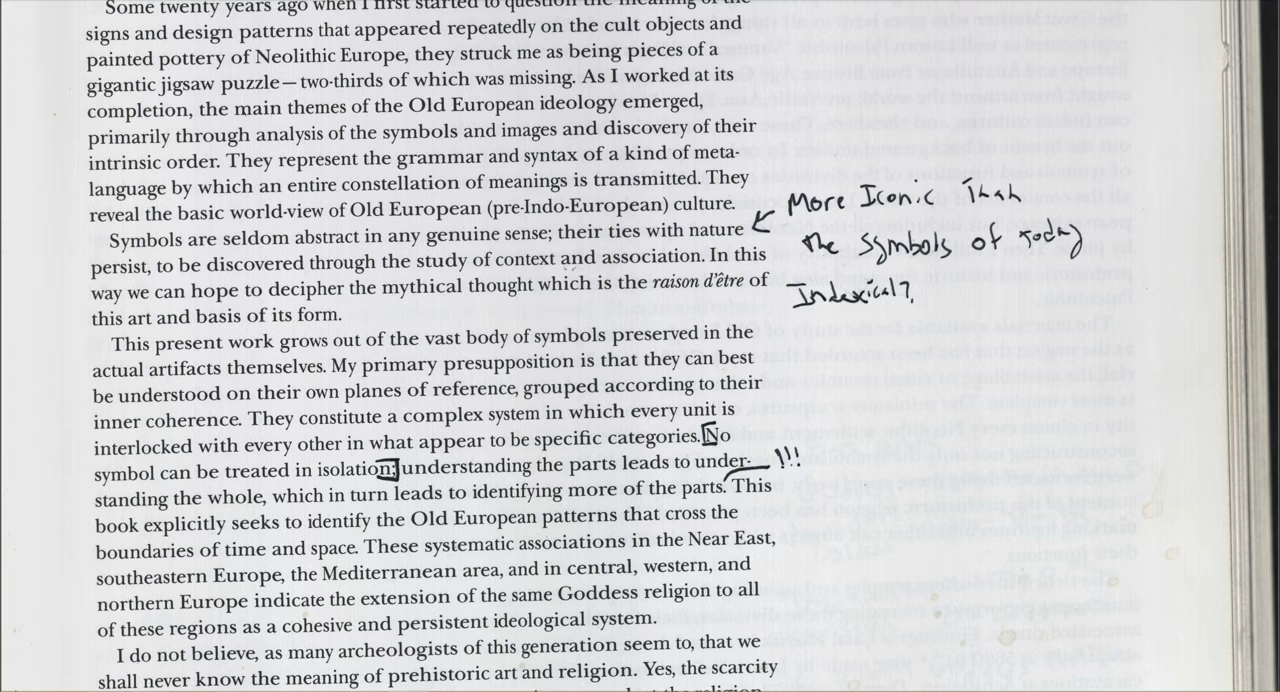 Some twenty years ago when I first started to question the meaning of the
signs and design patterns that appeared repeatedly on the cult objects and
painted pottery of Neolithic Europe, they struck me as being pieces of a
gigantic jigsaw puzzle—two-thirds of which was missing. As I worked at its
completion, the main themes of the Old European ideology emerged,
primarily through analysis of the symbols and images and discovery of their
intrinsic order. They represent the grammar and syntax of a kind of meta-
language by which an entire constellation of meanings is transmitted. They
reveal the basic world-view of Old European (pre-Indo-European) culture.
Symbols are seldom abstract in any genuine sense; their ties with nature
persist, to be discovered through the study of context and association. In this
way we can hope to decipher the mythical thought which is the raison d'être of
this art and basis of its form.
This present work grows out of the vast body of symbols preserved in the
actual artifacts themselves. My primary presupposition is that they can best
be understood on their own planes of reference, grouped according to their
inner coherence. They constitute a complex system in which every unit is
interlocked with every other in what appear to be specific categories. No
symbol can be treated in isolation; understanding the parts leads to under-
standing the whole, which in turn leads to identifying more of the parts. This
book explicitly seeks to identify the Old European patterns that cross the
boundaries of time and space. These systematic associations in the Near East,
southeastern Europe, the Mediterranean area, and in central, western, and
northern Europe indicate the extension of the same Goddess religion to all
of these regions as a cohesive and persistent ideological system.
I do not believe, as many archeologists of this generation seem to, that we
shall never know the meaning of prehistoric art and religion. Yes, the scarcity
More Iconic that
the symbols of today
Indexical?
!!!